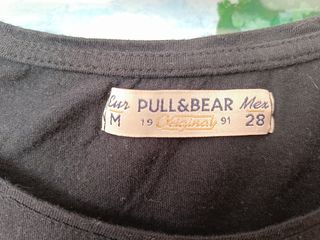 Eur PULL&BEAR Mex
M 19 Original 91 28